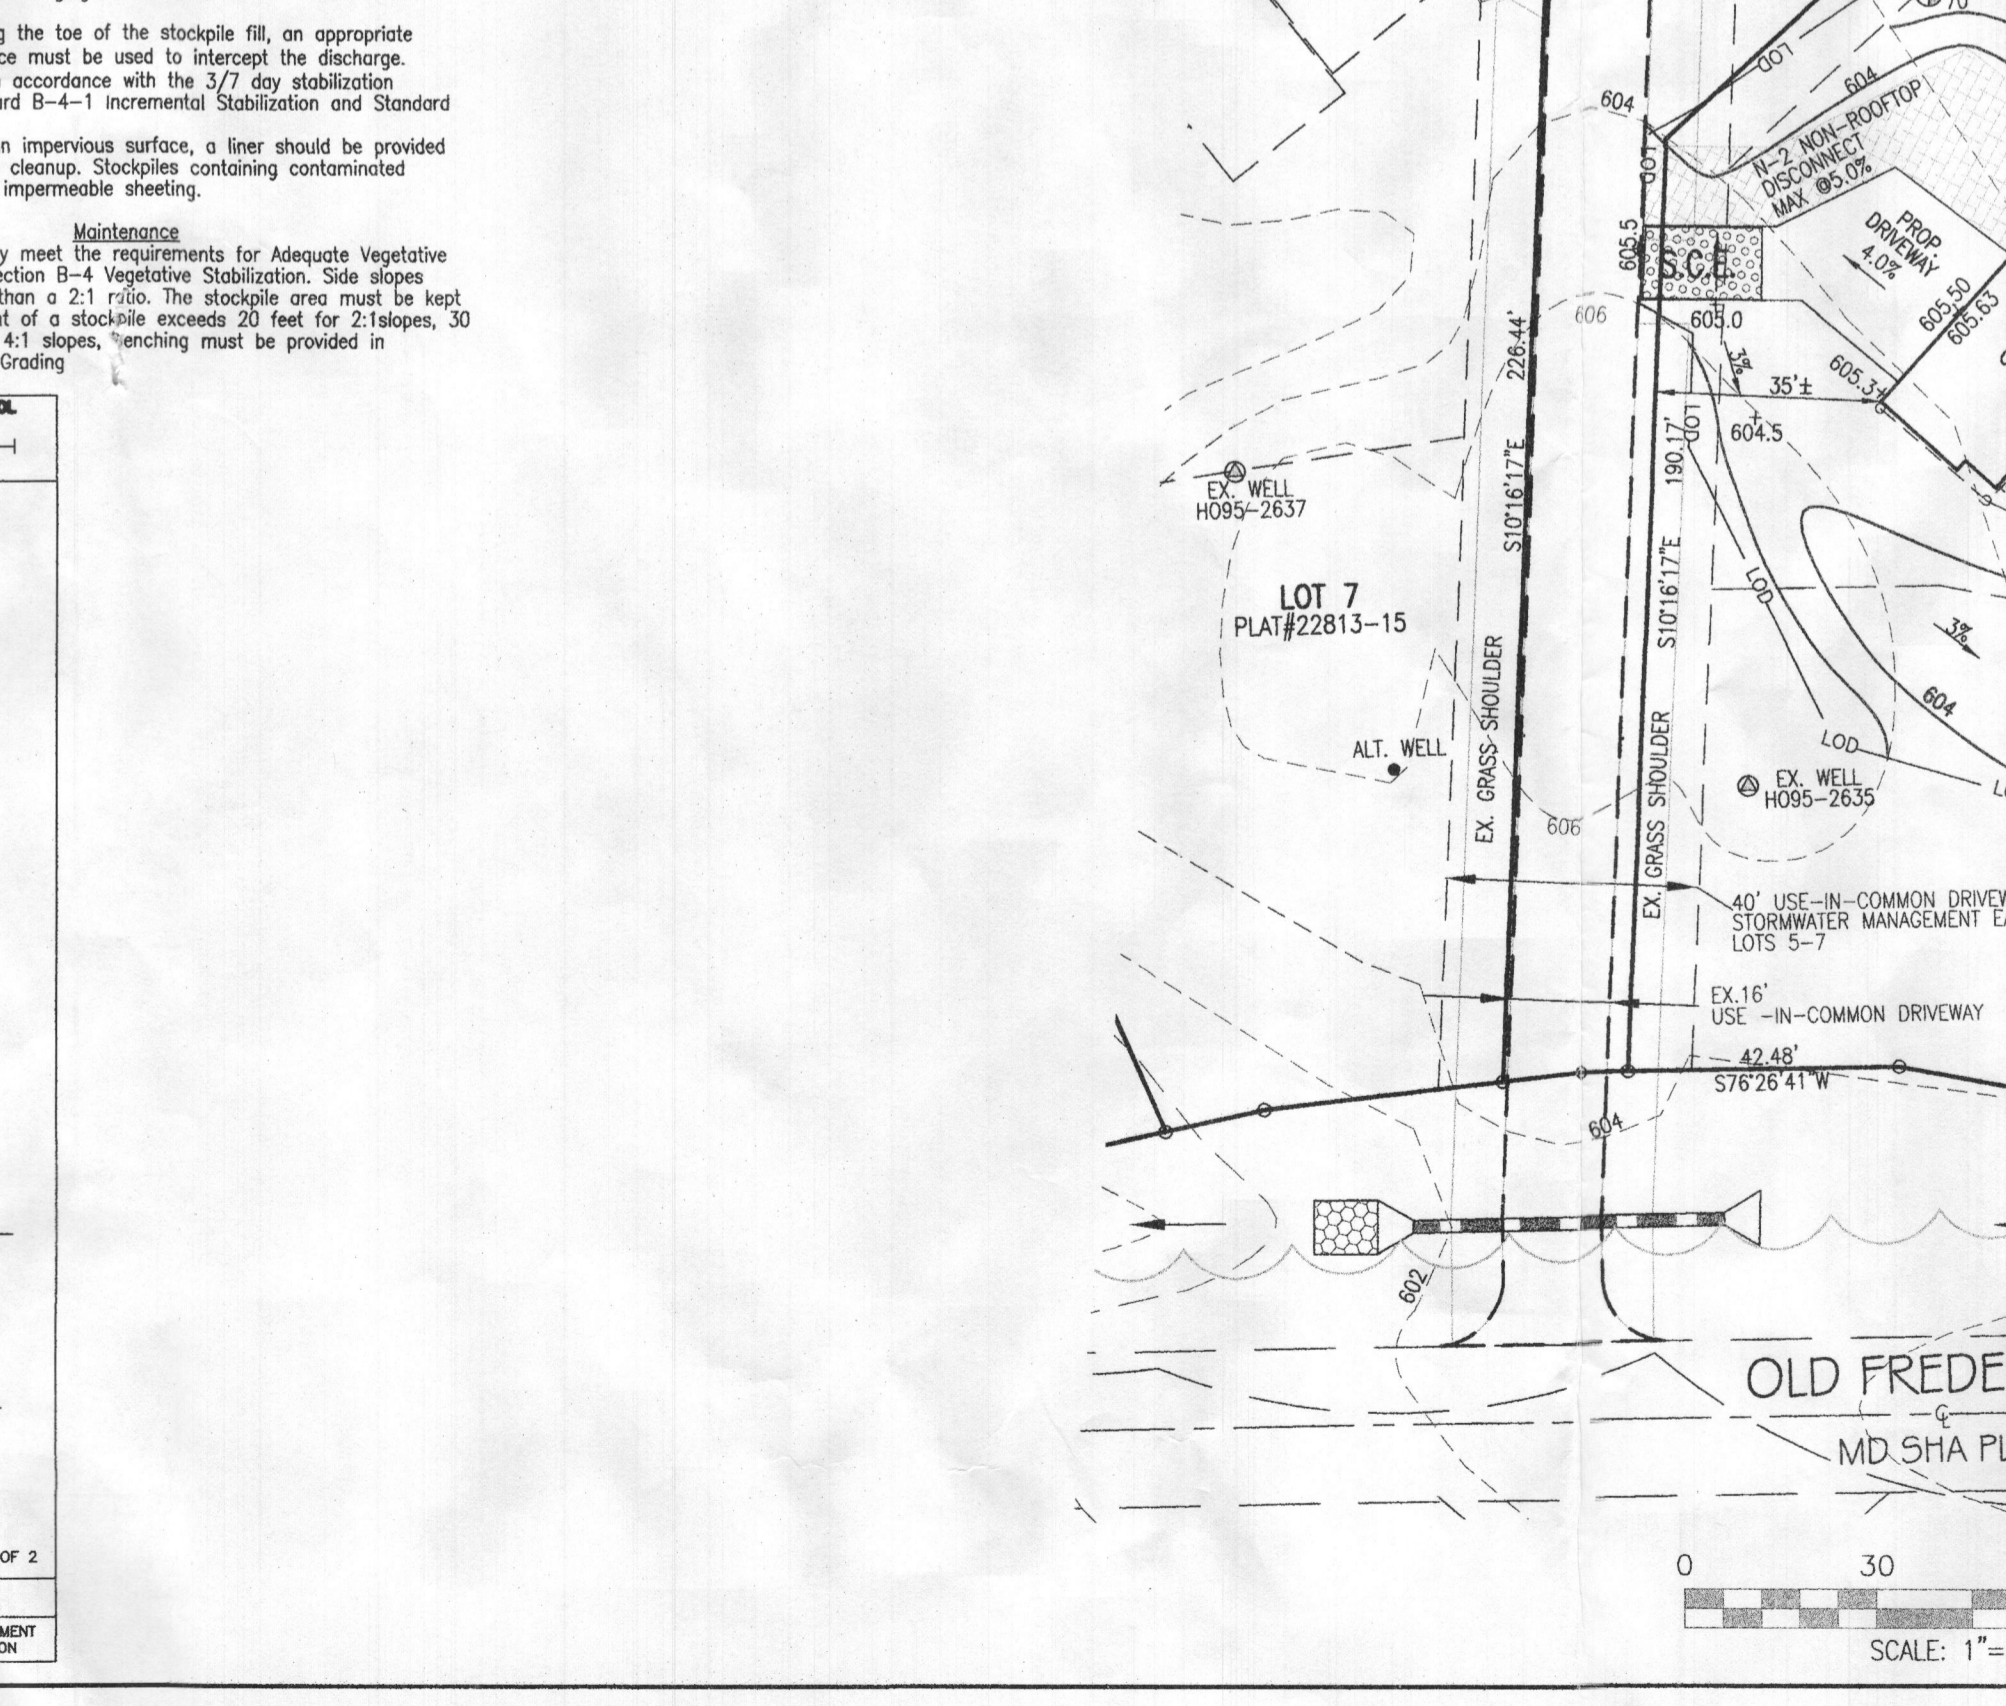 g the toe of the stockpile fill, an appropriate
ce must be used to intercept the discharge.
accordance with the 3/7 day stabilization
ard B-4-1 Incremental Stabilization and Standard
n impervious surface, a liner should be provided
cleanup. Stockpiles containing contaminated
impermeable sheeting.
Maintenance
y meet the requirements for Adequate Vegetative
ection B-4 Vegetative Stabilization. Side slopes
than a 2:1 ratio. The stockpile area must be kept
t of a stockpile exceeds 20 feet for 2:1slopes, 30
4:1 slopes, enching must be provided in
Grading
OL
OF 2
MENT
ON
LOD
604
604
N-2 NON-ROOFTOP
DISCONNECT
MAX @5.0%
LOD
PROP.
DRIVEWAY
4.0%
605.5
S.C.E.
605.50
605.63
606
605.0
3%
605.3+
35'±
226.44'
S10°16'17"E
LOD
604.5
190.17'
S10°16'17"E
EX. WELL
HO95-2637
LOT 7
PLAT#22813-15
LOD
3%
604
LOD
EX. GRASS SHOULDER
EX. GRASS SHOULDER
ALT. WELL
EX. WELL
HO95-2635
606
40' USE-IN-COMMON DRIVEW
STORMWATER MANAGEMENT EA
LOTS 5-7
EX.16'
USE -IN-COMMON DRIVEWAY
42.48'
S76°26'41"W
604
602
OLD FREDE
CL
MD SHA PL
0 30
SCALE: 1"=